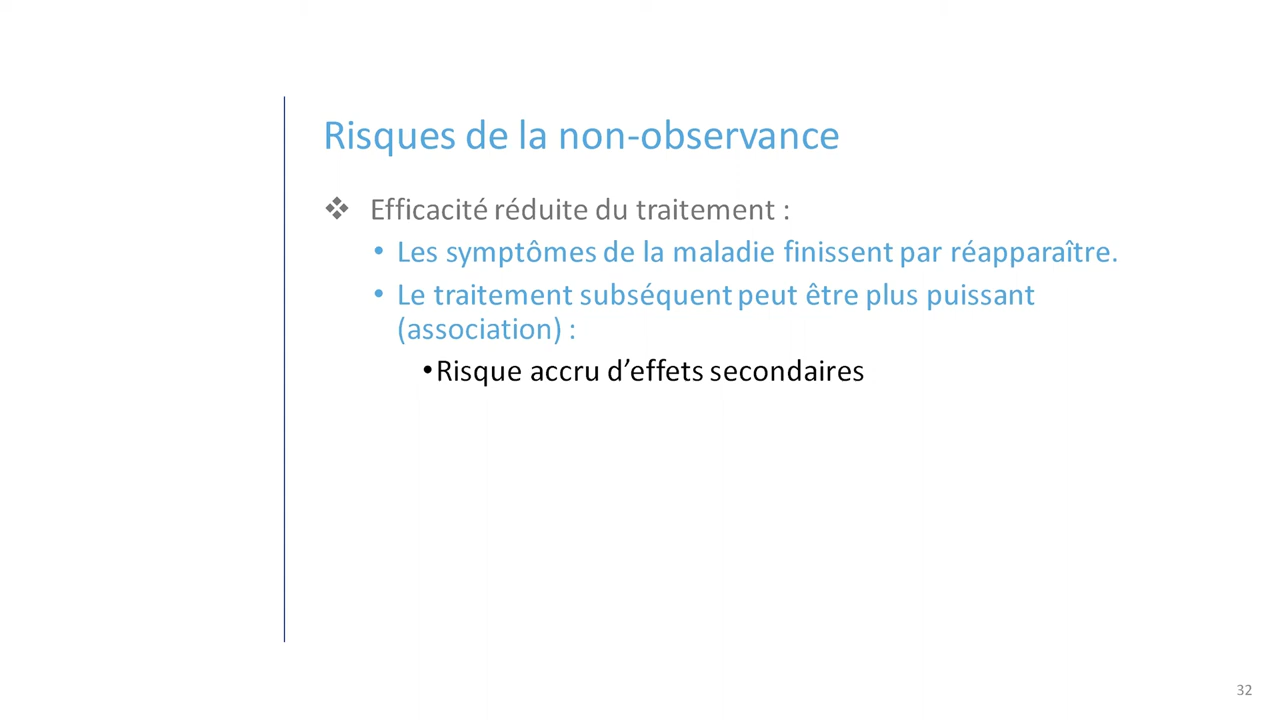 Risques de la non-observance
❖ Efficacité réduite du traitement :
• Les symptômes de la maladie finissent par réapparaître.
• Le traitement subséquent peut être plus puissant
(association) :
•Risque accru d’effets secondaires
32